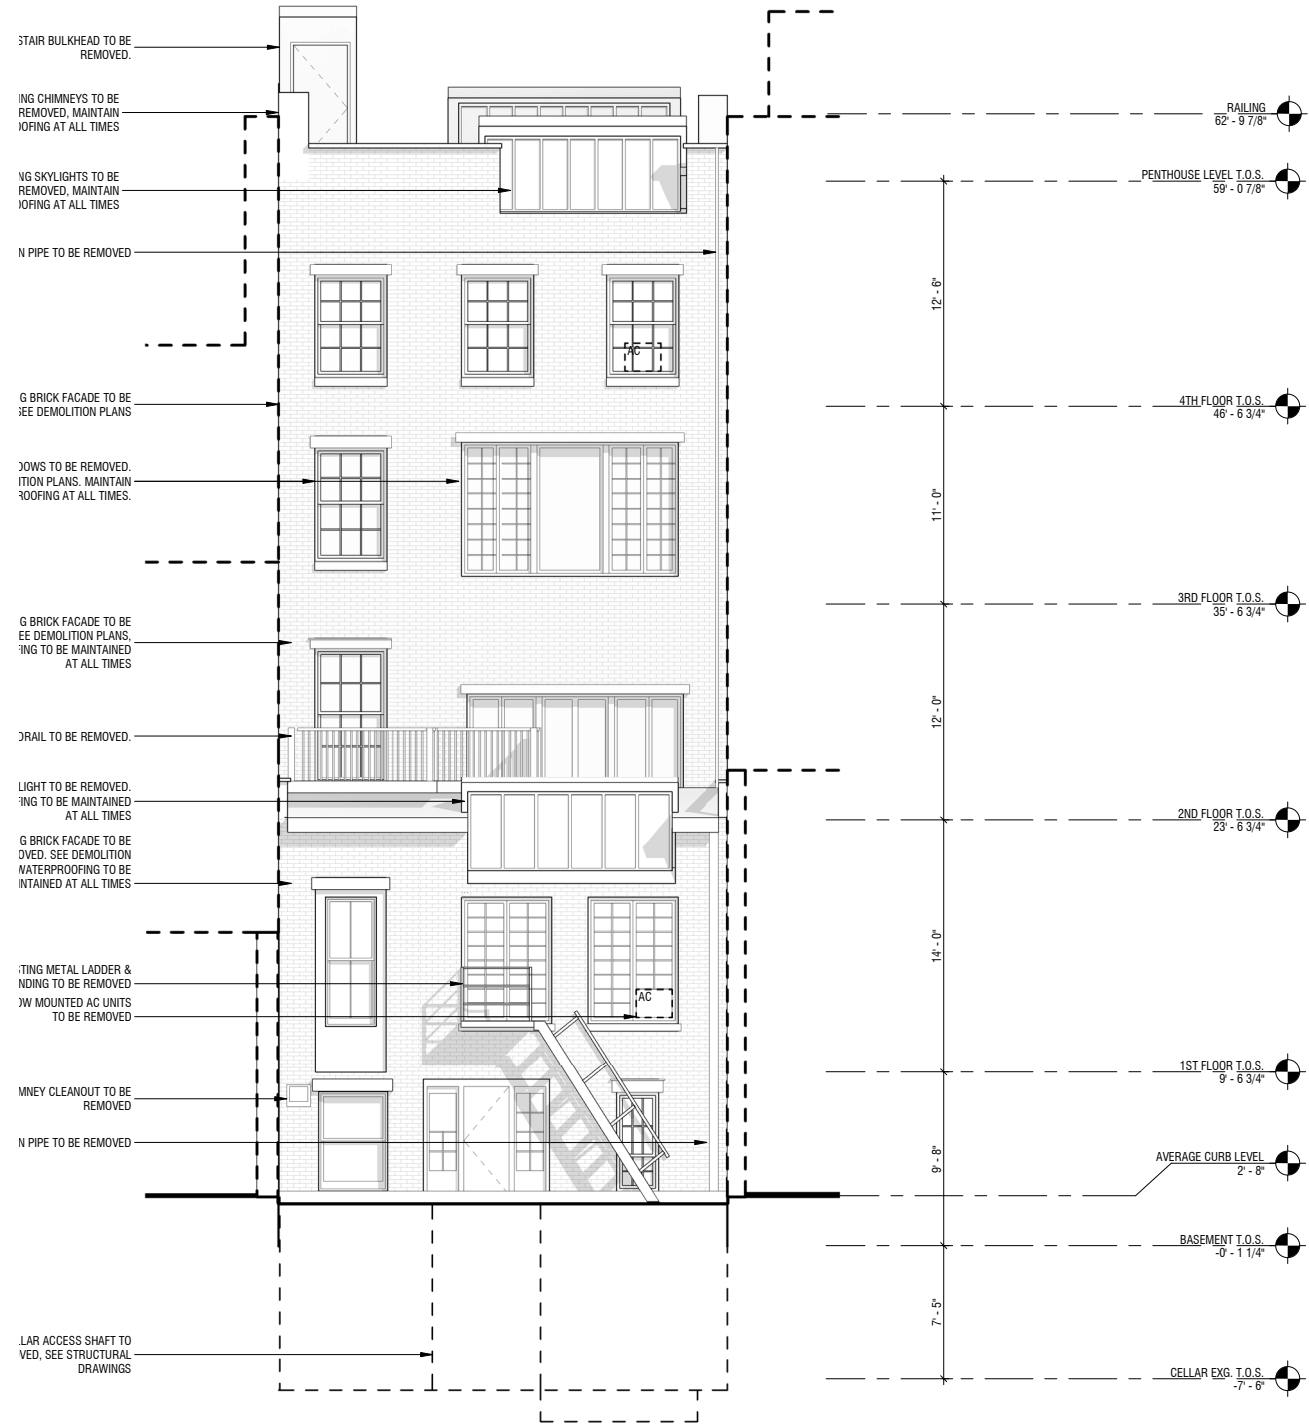 STAIR BULKHEAD TO BE
REMOVED.
ING CHIMNEYS TO BE
REMOVED, MAINTAIN
OOFING AT ALL TIMES
NG SKYLIGHTS TO BE
REMOVED, MAINTAIN
OOFING AT ALL TIMES
N PIPE TO BE REMOVED
G BRICK FACADE TO BE
SEE DEMOLITION PLANS
DOWS TO BE REMOVED.
ITION PLANS. MAINTAIN
ROOFING AT ALL TIMES.
G BRICK FACADE TO BE
EE DEMOLITION PLANS,
FING TO BE MAINTAINED
AT ALL TIMES
DRAIL TO BE REMOVED.
LIGHT TO BE REMOVED.
FING TO BE MAINTAINED
AT ALL TIMES
G BRICK FACADE TO BE
OVED. SEE DEMOLITION
WATERPROOFING TO BE
INTAINED AT ALL TIMES
TING METAL LADDER &
NDING TO BE REMOVED
OW MOUNTED AC UNITS
TO BE REMOVED
MNEY CLEANOUT TO BE
REMOVED
N PIPE TO BE REMOVED
LLAR ACCESS SHAFT TO
VED, SEE STRUCTURAL
DRAWINGS
AC
AC
12' - 6"
11' - 0"
12' - 0"
14' - 0"
9' - 8"
7' - 5"
RAILING
62' - 9 7/8"
PENTHOUSE LEVEL T.O.S.
59' - 0 7/8"
4TH FLOOR T.O.S.
46' - 6 3/4"
3RD FLOOR T.O.S.
35' - 6 3/4"
2ND FLOOR T.O.S.
23' - 6 3/4"
1ST FLOOR T.O.S.
9' - 6 3/4"
AVERAGE CURB LEVEL
2' - 8"
BASEMENT T.O.S.
-0' - 1 1/4"
CELLAR EXG. T.O.S.
-7' - 6"